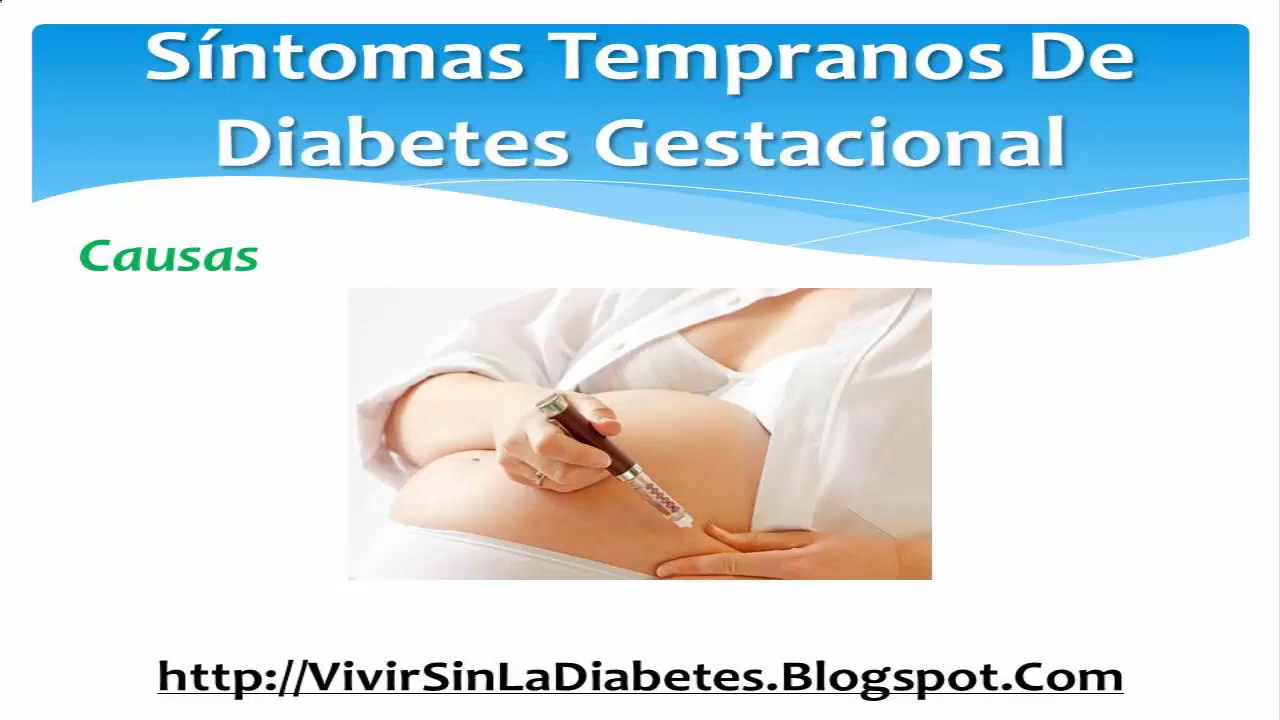 Síntomas Tempranos De
Diabetes Gestacional
Causas
http://VivirSinLaDiabetes.Blogspot.Com